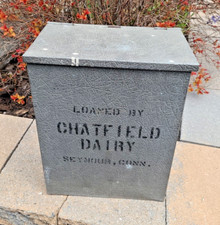 LOANED BY
CHATFIELD
DAIRY
SEYMOUR, CONN.